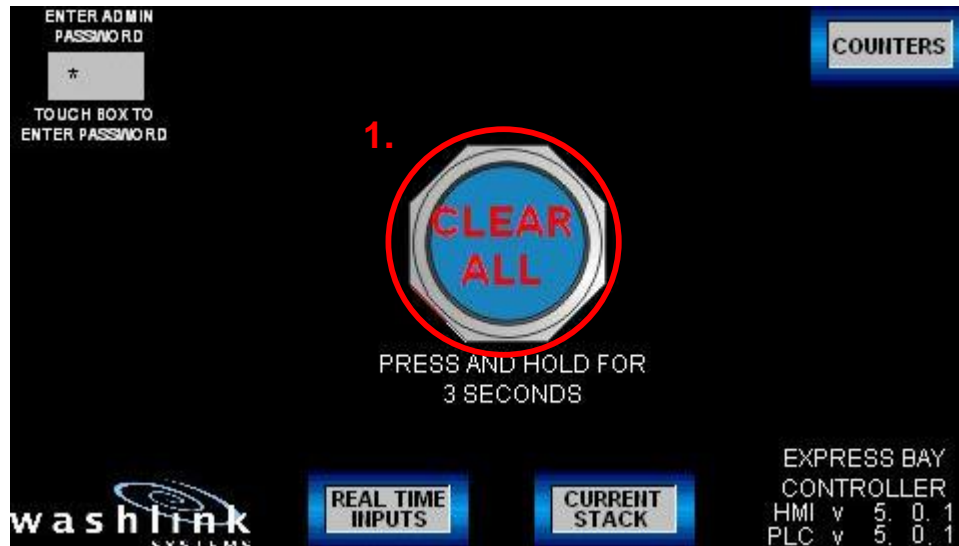 ENTER ADMIN
PASSWORD
*
TOUCH BOX TO
ENTER PASSWORD
COUNTERS
1.
CLEAR
ALL
PRESS AND HOLD FOR
3 SECONDS
washlink
SYSTEMS
REAL TIME
INPUTS
CURRENT
STACK
EXPRESS BAY
CONTROLLER
HMI v 5. 0. 1
PLC v 5. 0. 1